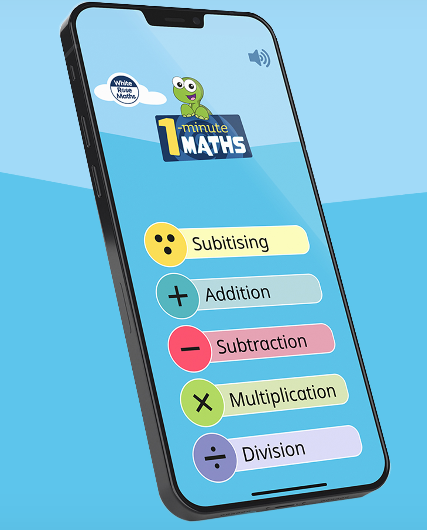 White
Rose
Maths
1-minute
MATHS
Subitising
+ Addition
− Subtraction
× Multiplication
÷ Division